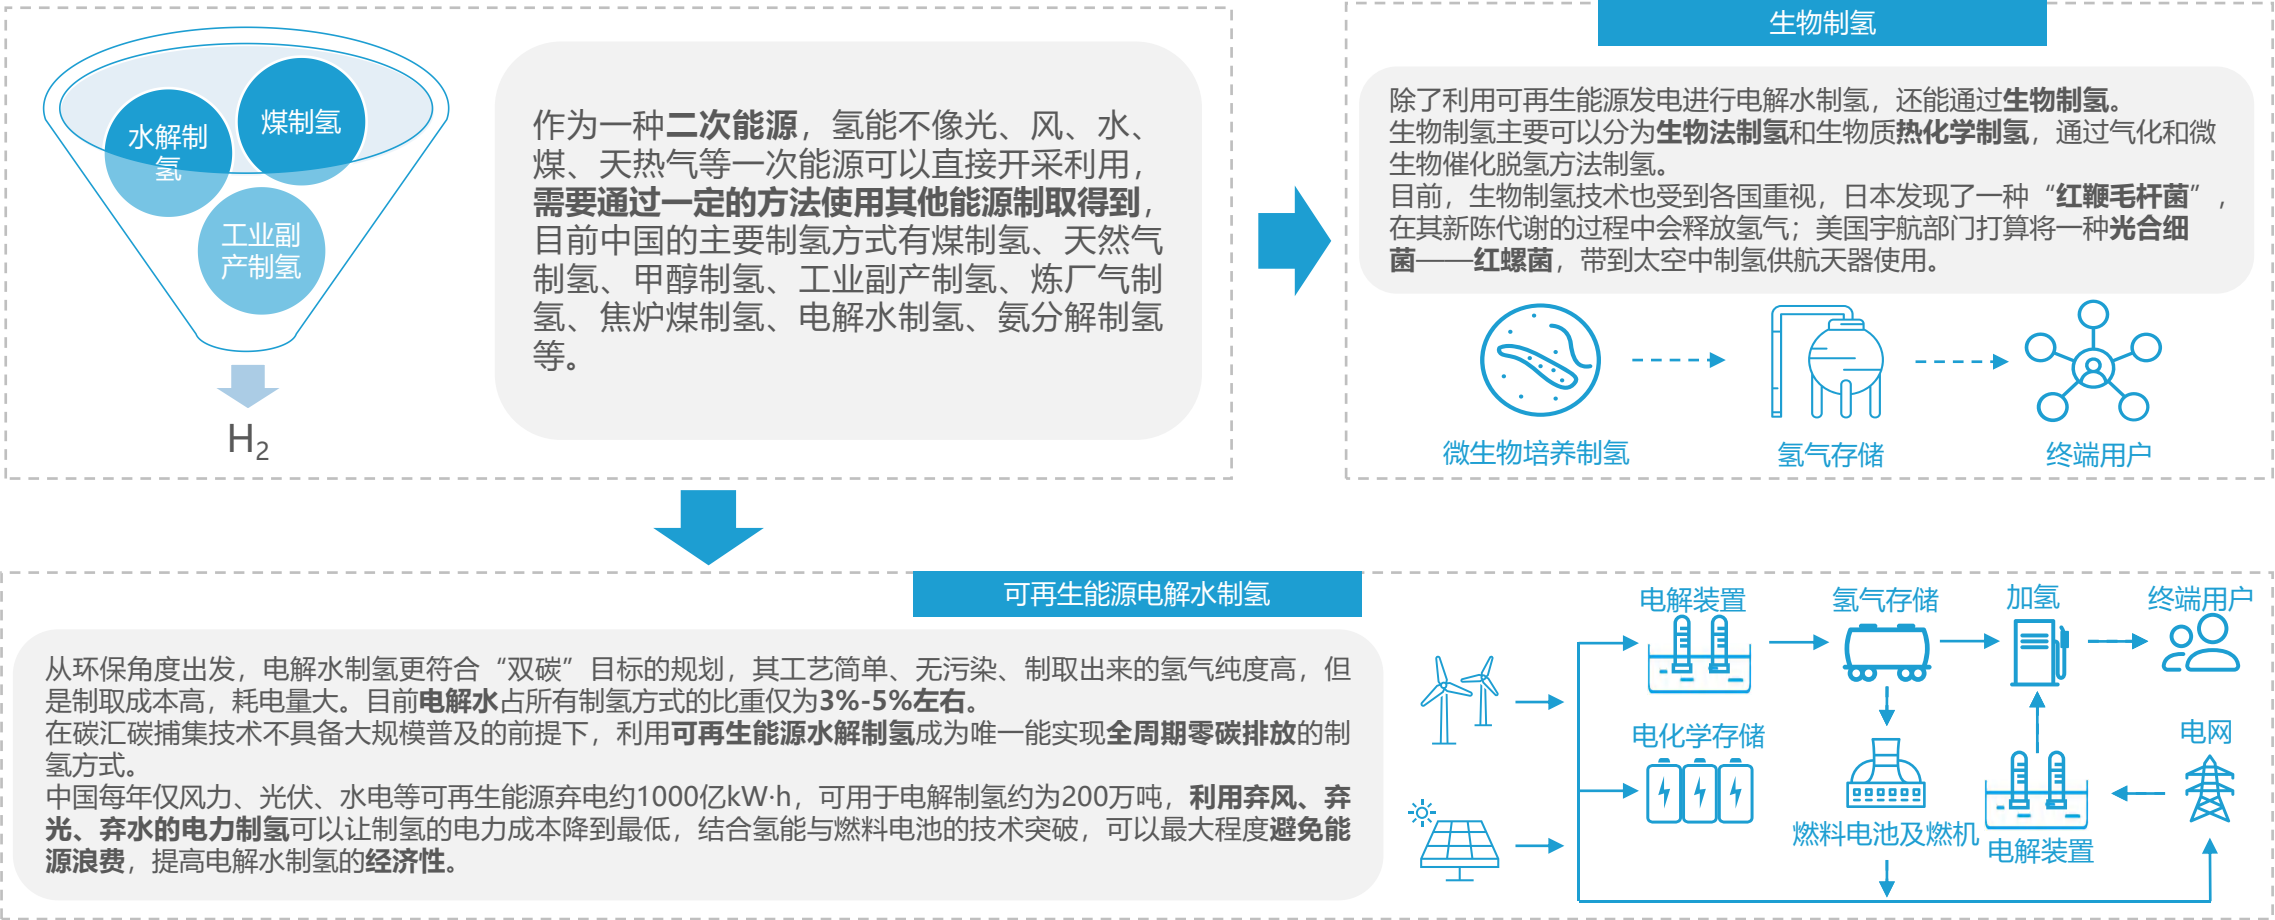 水解制
氢
煤制氢
工业副
产制氢
H₂
作为一种二次能源，氢能不像光、风、水、
煤、天热气等一次能源可以直接开采利用，
需要通过一定的方法使用其他能源制取得到，
目前中国的主要制氢方式有煤制氢、天然气
制氢、甲醇制氢、工业副产制氢、炼厂气制
氢、焦炉煤制氢、电解水制氢、氨分解制氢
等。
生物制氢
除了利用可再生能源发电进行电解水制氢，还能通过生物制氢。
生物制氢主要可以分为生物法制氢和生物质热化学制氢，通过气化和微
生物催化脱氢方法制氢。
目前，生物制氢技术也受到各国重视，日本发现了一种“红鞭毛杆菌”，
在其新陈代谢的过程中会释放氢气；美国宇航部门打算将一种光合细
菌——红螺菌，带到太空中制氢供航天器使用。
微生物培养制氢
氢气存储
终端用户
可再生能源电解水制氢
从环保角度出发，电解水制氢更符合“双碳”目标的规划，其工艺简单、无污染、制取出来的氢气纯度高，但
是制取成本高，耗电量大。目前电解水占所有制氢方式的比重仅为3%-5%左右。
在碳汇碳捕集技术不具备大规模普及的前提下，利用可再生能源水解制氢成为唯一能实现全周期零碳排放的制
氢方式。
中国每年仅风力、光伏、水电等可再生能源弃电约1000亿kW·h，可用于电解制氢约为200万吨，利用弃风、弃
光、弃水的电力制氢可以让制氢的电力成本降到最低，结合氢能与燃料电池的技术突破，可以最大程度避免能
源浪费，提高电解水制氢的经济性。
电解装置
氢气存储
加氢
终端用户
电化学存储
电网
燃料电池及燃机
电解装置